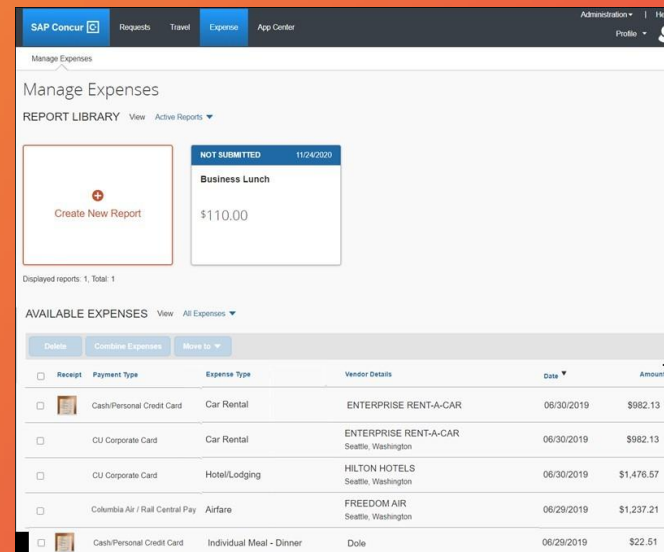 Administration | He
SAP Concur C Requests Travel Expense App Center
Profile
Manage Expenses
Manage Expenses
REPORT LIBRARY View Active Reports
NOT SUBMITTED 11/24/2020
Business Lunch
$110.00
Create New Report
Displayed reports: 1, Total: 1
AVAILABLE EXPENSES View All Expenses
Delete Combine Expenses Move to
Receipt Payment Type Expense Type Vendor Details Date Amount
Cash/Personal Credit Card Car Rental ENTERPRISE RENT-A-CAR 06/30/2019 $982.13
CU Corporate Card Car Rental ENTERPRISE RENT-A-CAR 06/30/2019 $982.13
Seattle, Washington
CU Corporate Card Hotel/Lodging HILTON HOTELS 06/30/2019 $1,476.57
Seattle, Washington
Columbia Air / Rail Central Pay Airfare FREEDOM AIR 06/29/2019 $1,237.21
Seattle, Washington
Cash/Personal Credit Card Individual Meal - Dinner Dole 06/29/2019 $22.51